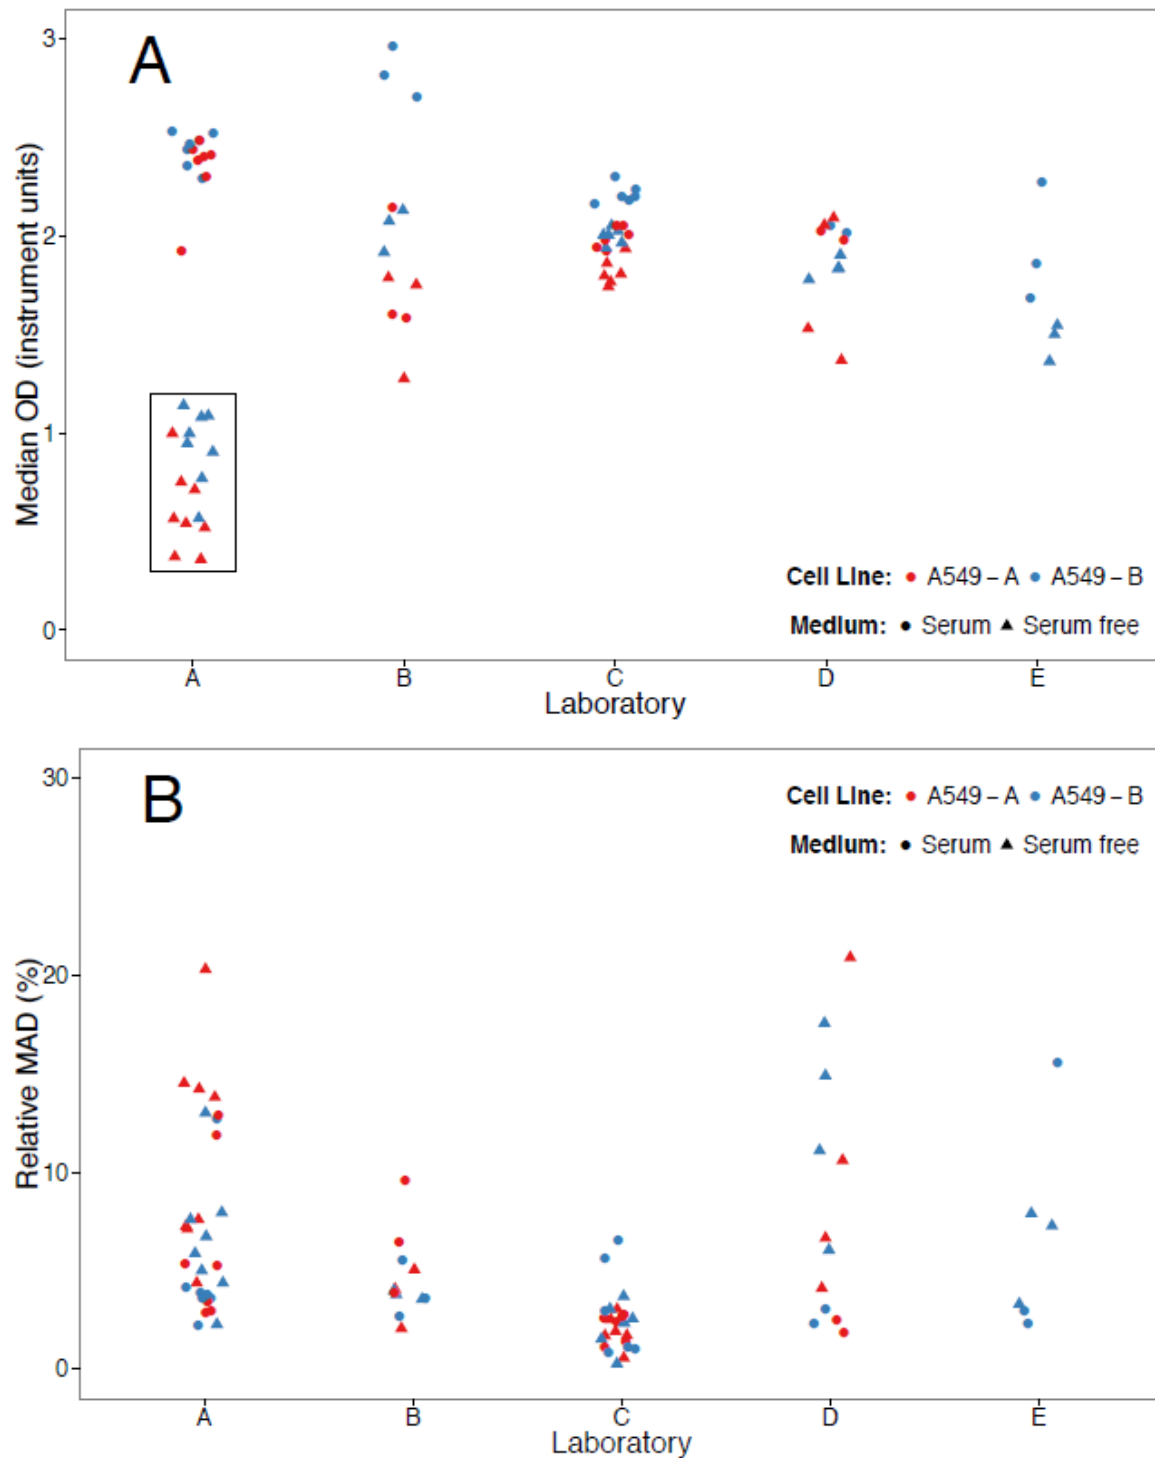 A
Median OD (instrument units)
3
2
1
0
Cell Line: A549 – A A549 – B
Medium: Serum Serum free
A B C D E
Laboratory
B
Relative MAD (%)
30
20
10
0
Cell Line: A549 – A A549 – B
Medium: Serum Serum free
A B C D E
Laboratory